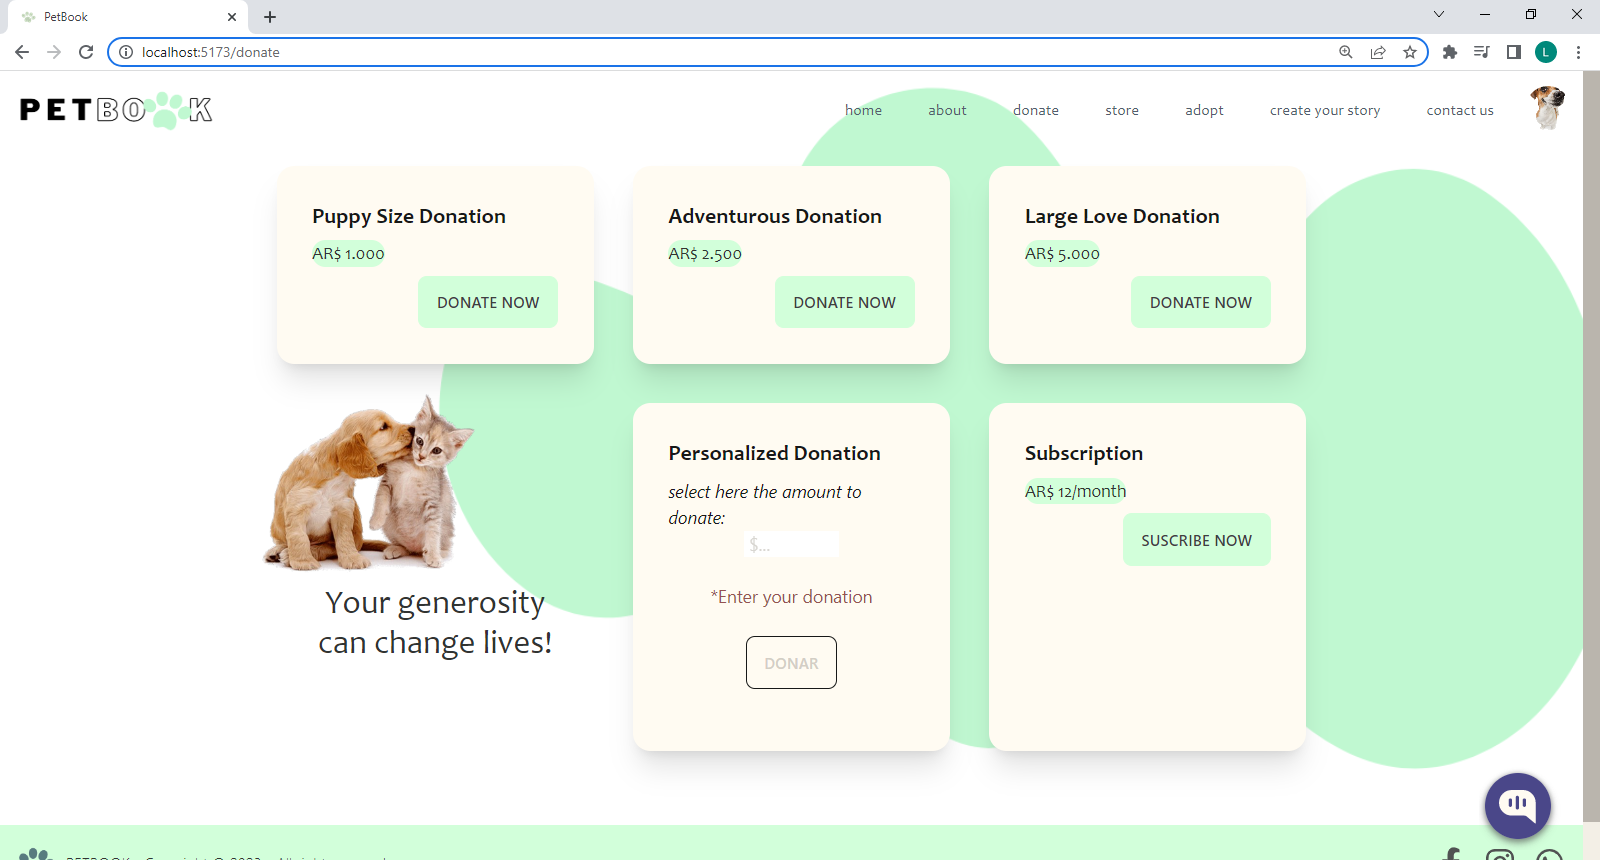 PetBook
localhost:5173/donate
L
PETBOOK
home about donate store adopt create your story contact us
Puppy Size Donation
AR$ 1.000
DONATE NOW
Adventurous Donation
AR$ 2.500
DONATE NOW
Large Love Donation
AR$ 5.000
DONATE NOW
Your generosity
can change lives!
Personalized Donation
select here the amount to
donate:
$...
*Enter your donation
DONAR
Subscription
AR$ 12/month
SUSCRIBE NOW